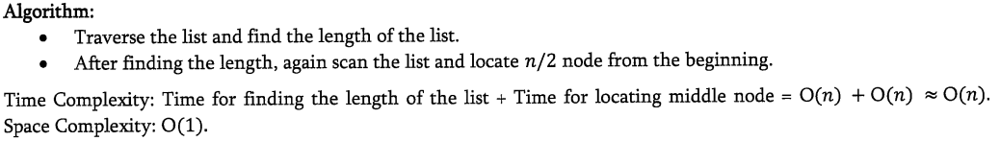 Algorithm:
• Traverse the list and find the length of the list.
• After finding the length, again scan the list and locate n/2 node from the beginning.
Time Complexity: Time for finding the length of the list + Time for locating middle node = O(n) + O(n) ≈ O(n).
Space Complexity: O(1).